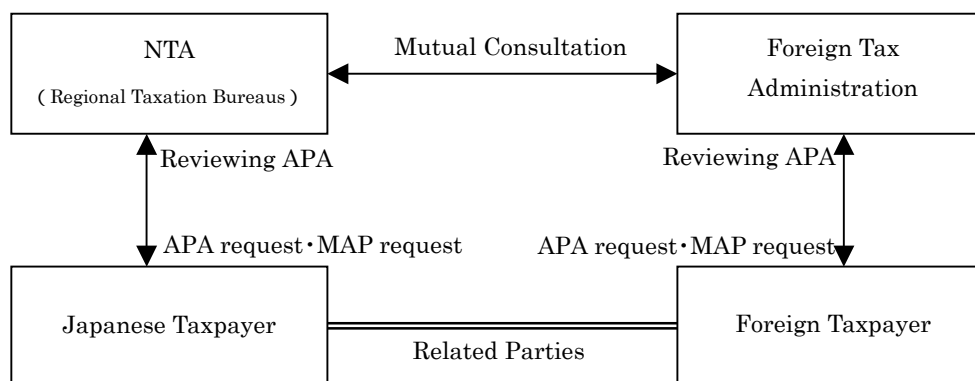 NTA
( Regional Taxation Bureaus )
Mutual Consultation
Foreign Tax
Administration
Reviewing APA
Reviewing APA
APA request・MAP request
APA request・MAP request
Japanese Taxpayer
Related Parties
Foreign Taxpayer